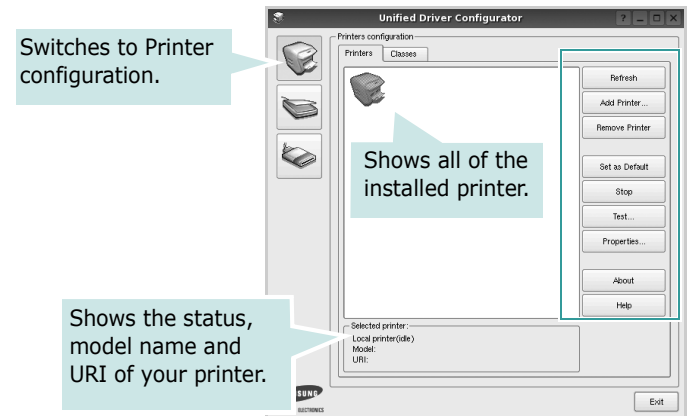 Unified Driver Configurator
Switches to Printer
configuration.
Printers configuration
Printers
Classes
Refresh
Add Printer...
Remove Printer
Shows all of the
installed printer.
Set as Default
Stop
Test...
Properties...
About
Help
Shows the status,
model name and
URI of your printer.
Selected printer:
Local printer(idle)
Model:
URI:
SUNG
ELECTRONICS
Exit